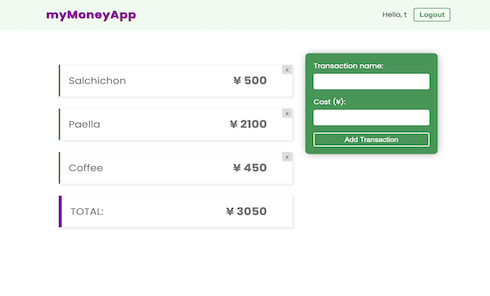 myMoneyApp
Hello, t
Logout
x
Salchichon
¥ 500
x
Paella
¥ 2100
x
Coffee
¥ 450
TOTAL:
¥ 3050
Transaction name:
Cost (¥):
Add Transaction